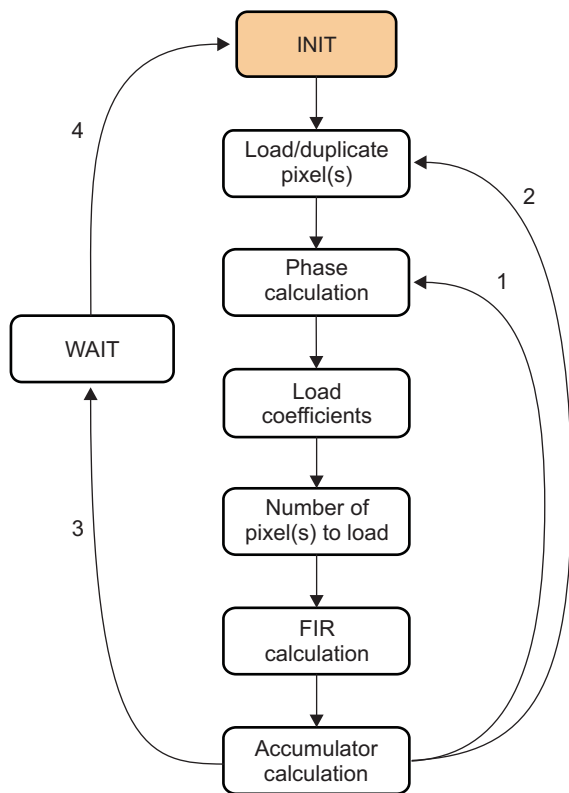 INIT
4
Load/duplicate
pixel(s)
2
Phase
calculation
1
WAIT
Load
coefficients
Number of
pixel(s) to load
3
FIR
calculation
Accumulator
calculation